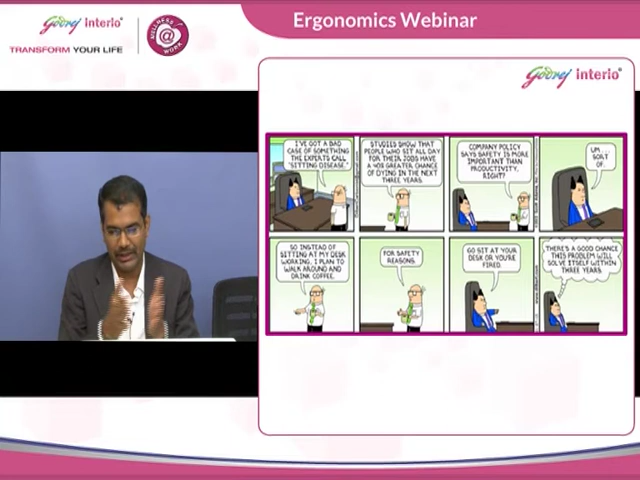 Godrej interio
TRANSFORM YOUR LIFE
WELLNESS @ WORK
Ergonomics Webinar
Godrej interio
I'VE GOT A BAD
CASE OF SOMETHING
THE EXPERTS CALL
"SITTING DISEASE."
STUDIES SHOW THAT
PEOPLE WHO SIT ALL DAY
FOR THEIR JOBS HAVE
A 40% GREATER CHANCE
OF DYING IN THE NEXT
THREE YEARS.
COMPANY POLICY
SAYS SAFETY IS MORE
IMPORTANT THAN
PRODUCTIVITY,
RIGHT?
UM...
SORT
OF.
SO INSTEAD OF
SITTING AT MY DESK
WORKING, I PLAN TO
WALK AROUND AND
DRINK COFFEE.
FOR SAFETY
REASONS.
GO SIT AT YOUR
DESK OR YOU'RE
FIRED.
THERE'S A GOOD CHANCE
THIS PROBLEM WILL
SOLVE ITSELF WITHIN
THREE YEARS.